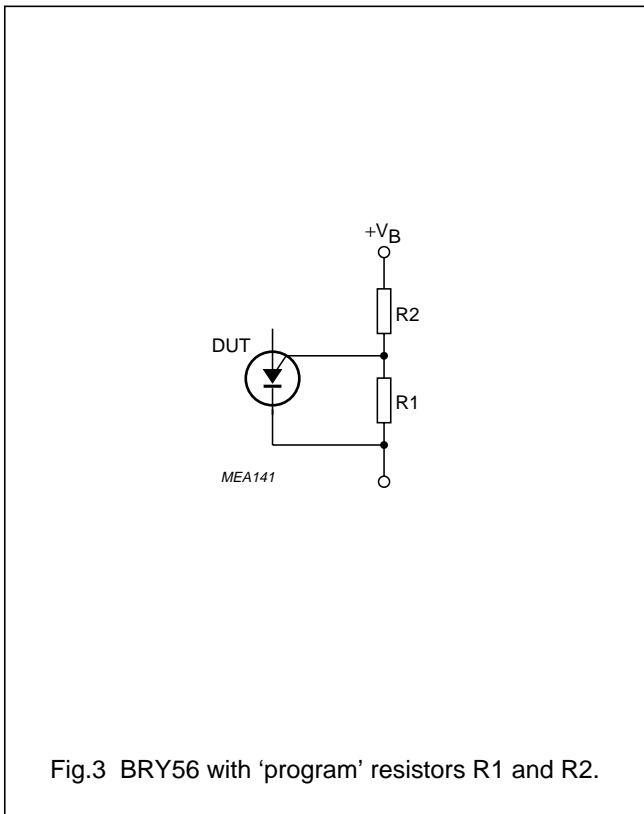 +VB
R2
DUT
R1
MEA141
Fig.3 BRY56 with ‘program’ resistors R1 and R2.